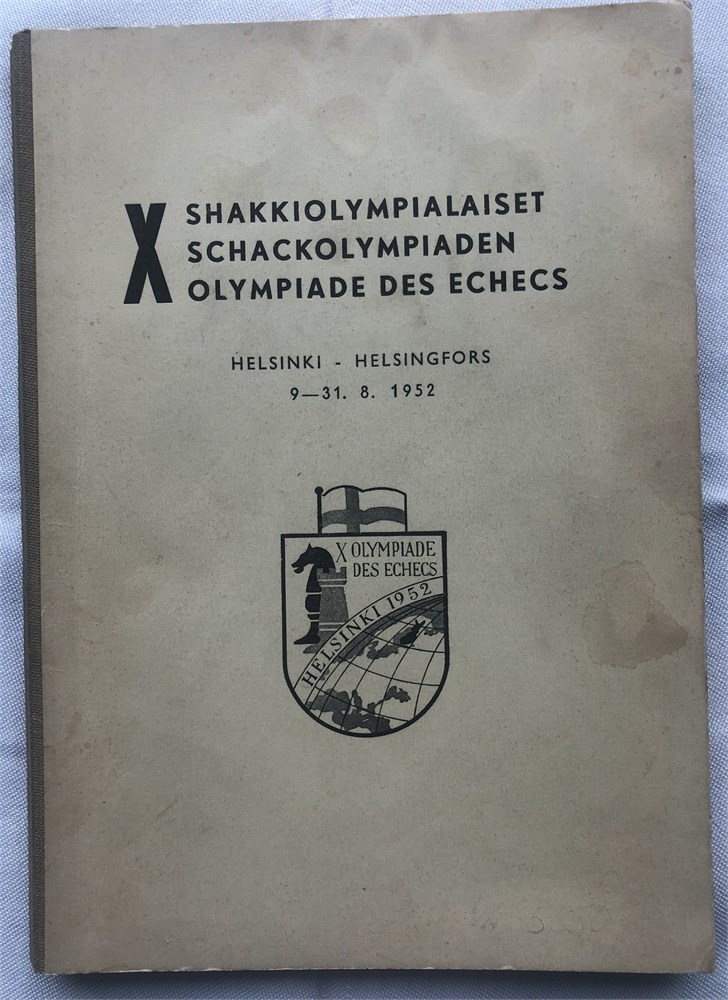 X SHAKKIOLYMPIALAISET
SCHACKOLYMPIADEN
OLYMPIADE DES ECHECS
HELSINKI - HELSINGFORS
9—31. 8. 1952
X OLYMPIADE
DES ECHECS
HELSINKI 1952